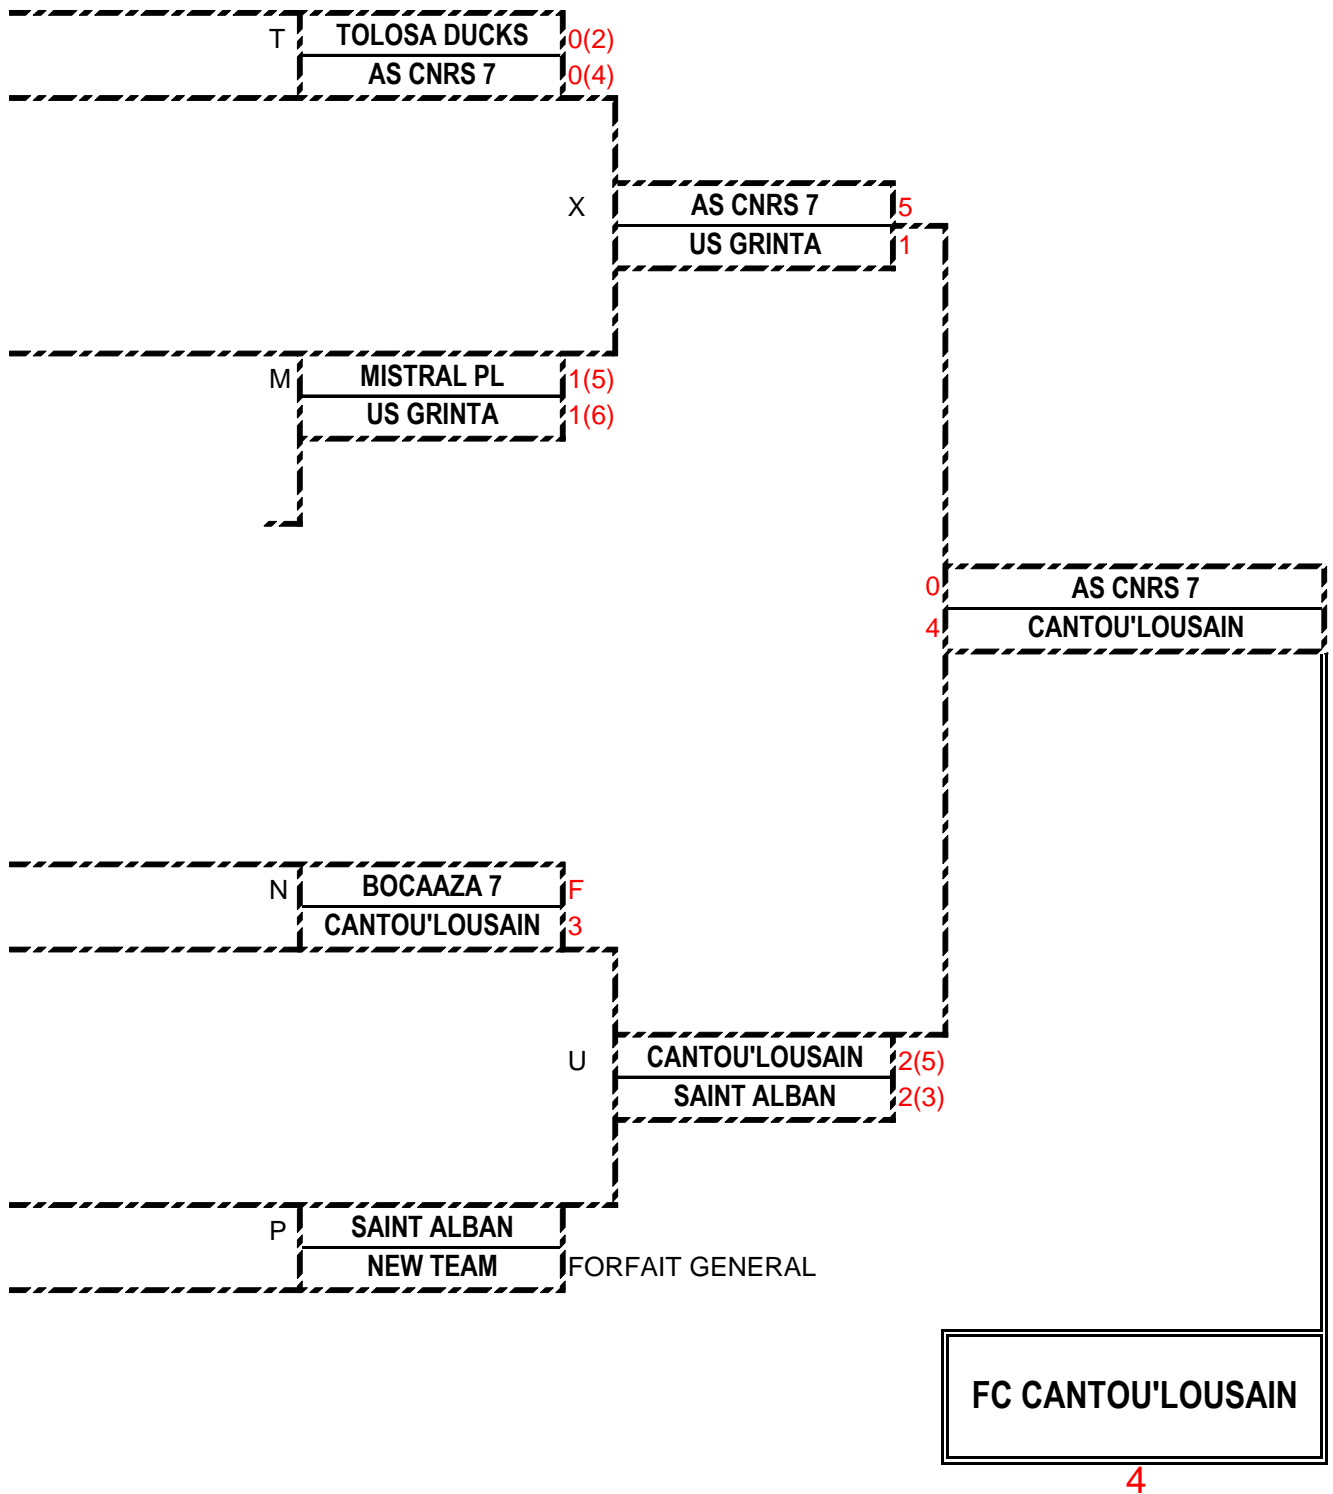 T TOLOSA DUCKS 0(2)
AS CNRS 7 0(4)
X AS CNRS 7 5
US GRINTA 1
M MISTRAL PL 1(5)
US GRINTA 1(6)
0 AS CNRS 7
4 CANTOU'LOUSAIN
N BOCAAZA 7 F
CANTOU'LOUSAIN 3
U CANTOU'LOUSAIN 2(5)
SAINT ALBAN 2(3)
P SAINT ALBAN
NEW TEAM FORFAIT GENERAL
FC CANTOU'LOUSAIN
4